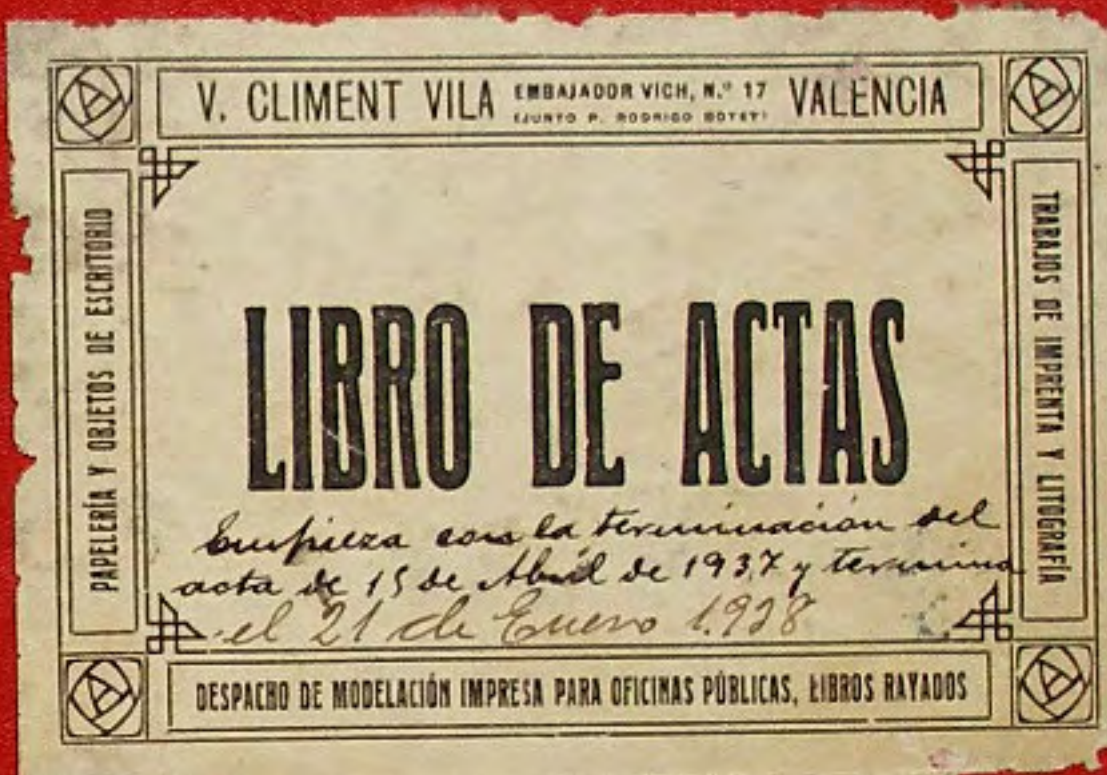 V. CLIMENT VILA EMBAJADOR VICH, N.º 17 VALENCIA
(JUNTO P. RODRIGO BOTET)
PAPELERÍA Y OBJETOS DE ESCRITORIO
TRABAJOS DE IMPRENTA Y LITOGRAFÍA
LIBRO DE ACTAS
Empieza con la terminación del
acta de 15 de Abril de 1937 y termina
el 21 de Enero 1.938
DESPACHO DE MODELACIÓN IMPRESA PARA OFICINAS PÚBLICAS, LIBROS RAYADOS